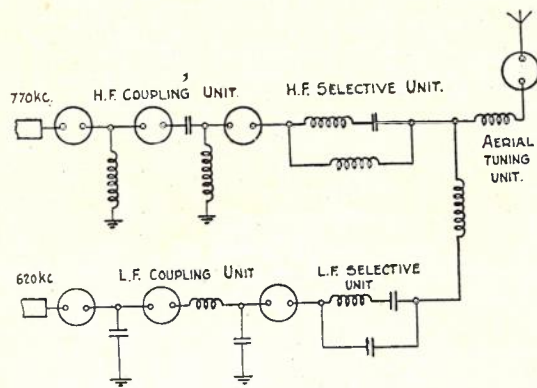 770KC.
H.F. COUPLING UNIT.
H.F. SELECTIVE UNIT.
AERIAL
TUNING
UNIT.
620KC
L.F. COUPLING UNIT
L.F. SELECTIVE
UNIT